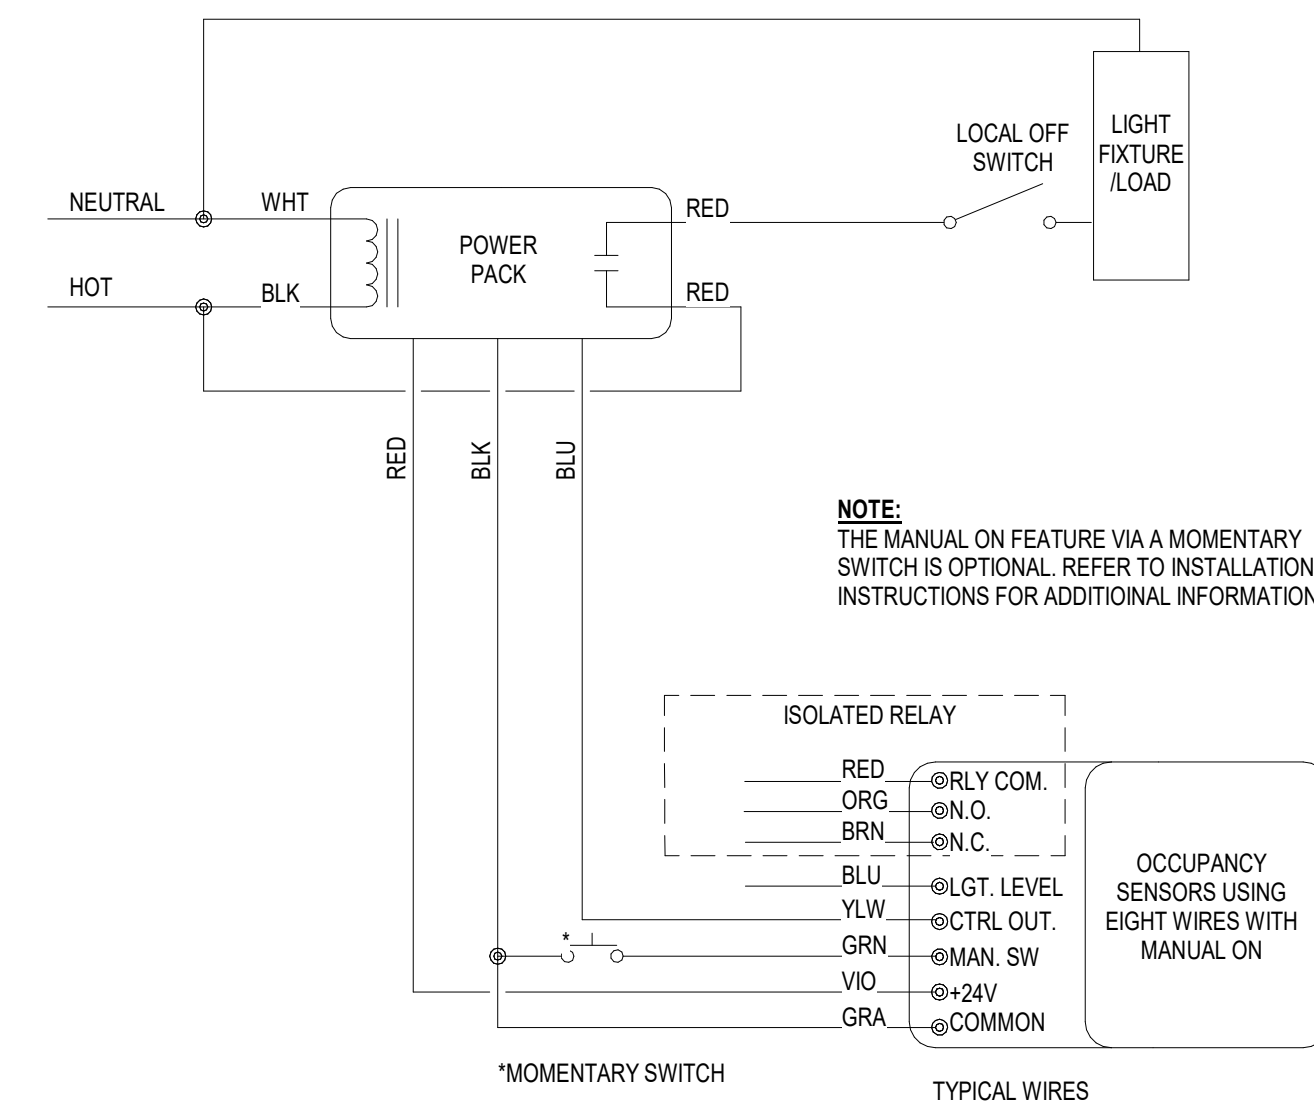 LOCAL OFF
SWITCH
LIGHT
FIXTURE
/LOAD
NEUTRAL
WHT
RED
POWER
PACK
HOT
BLK
RED
RED
BLK
BLU
NOTE:
THE MANUAL ON FEATURE VIA A MOMENTARY
SWITCH IS OPTIONAL. REFER TO INSTALLATION
INSTRUCTIONS FOR ADDITIOINAL INFORMATION
ISOLATED RELAY
RED
RLY COM.
ORG
N.O.
BRN
N.C.
BLU
LGT. LEVEL
YLW
CTRL OUT.
*
GRN
MAN. SW
VIO
+24V
GRA
COMMON
OCCUPANCY
SENSORS USING
EIGHT WIRES WITH
MANUAL ON
*MOMENTARY SWITCH
TYPICAL WIRES